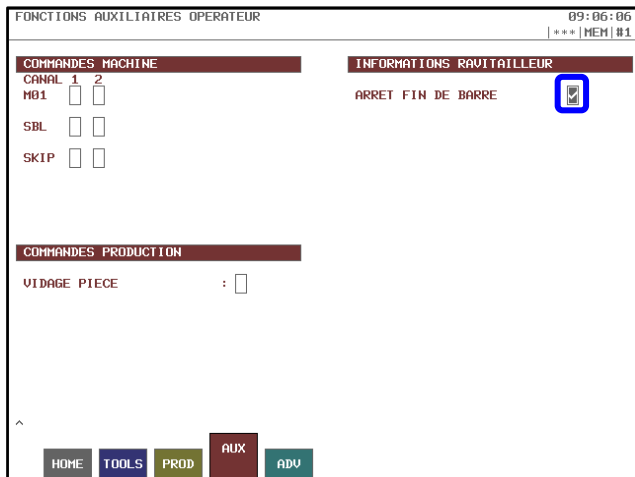 FONCTIONS AUXILIAIRES OPERATEUR 09:06:06
|***|MEM|#1
COMMANDES MACHINE
CANAL 1 2
M01
SBL
SKIP
INFORMATIONS RAVITAILLEUR
ARRET FIN DE BARRE
COMMANDES PRODUCTION
VIDAGE PIECE :
^
HOME TOOLS PROD AUX ADV